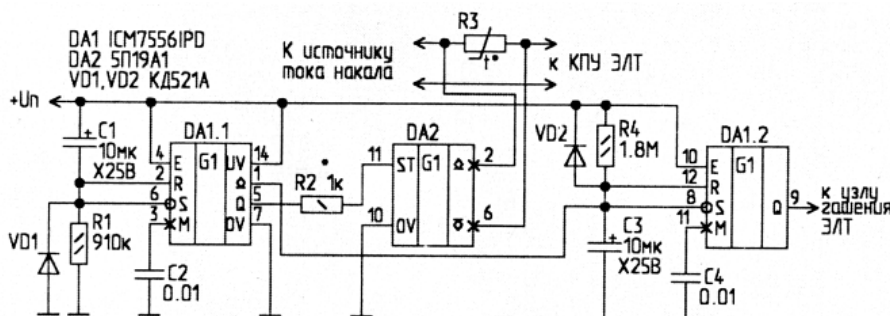 DA1 ICM7556IPD
DA2 5П19А1
VD1,VD2 КД521А
+Uп
C1
10мк
X25В
4
2
6
3
VD1
R1
910к
C2
0.01
DA1.1
E
R
S
M
G1
UV
Ω
Q
OV
14
1
5
7
R2 1к
К источнику
тока накала
R3
t°
к КПУ ЭЛТ
DA2
11
10
ST
OV
G1
2
6
VD2
R4
1.8М
C3
10мк
X25В
10
12
8
11
C4
0.01
DA1.2
E
R
S
M
G1
Q
9
к узлу
гашения
ЭЛТ